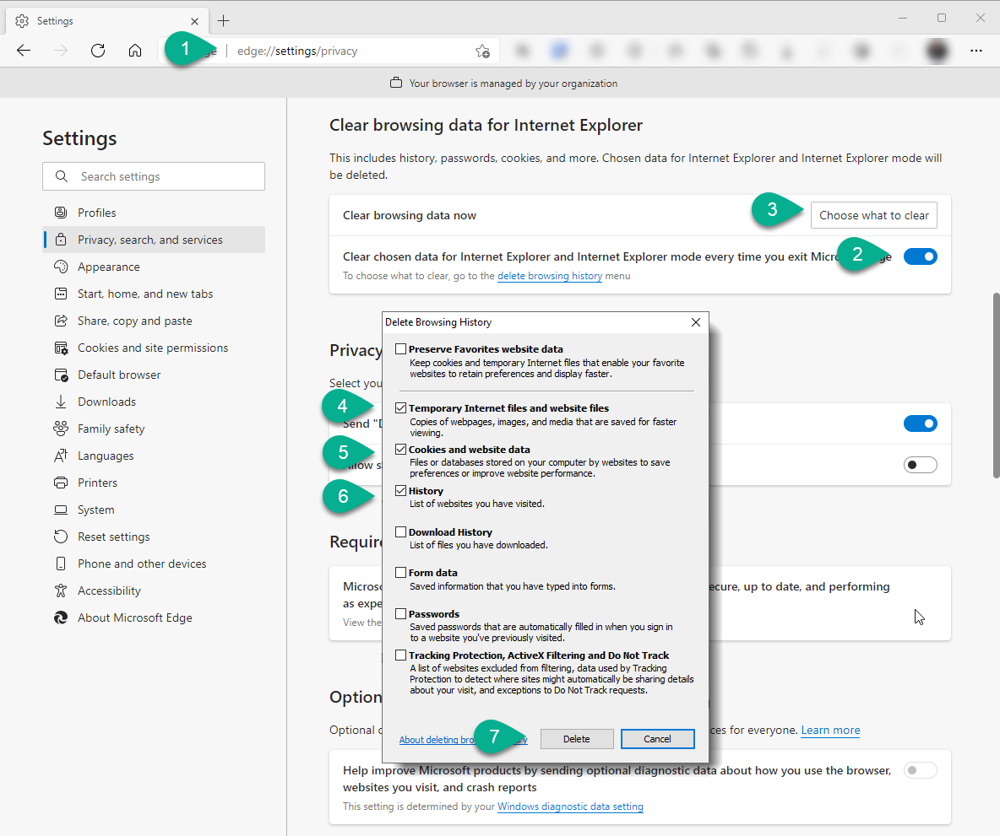 Settings
1
edge://settings/privacy
Your browser is managed by your organization
Settings
Search settings
Profiles
Privacy, search, and services
Appearance
Start, home, and new tabs
Share, copy and paste
Cookies and site permissions
Default browser
Downloads
Family safety
Languages
Printers
System
Reset settings
Phone and other devices
Accessibility
About Microsoft Edge
Clear browsing data for Internet Explorer
This includes history, passwords, cookies, and more. Chosen data for Internet Explorer and Internet Explorer mode will
be deleted.
Clear browsing data now
3
Choose what to clear
Clear chosen data for Internet Explorer and Internet Explorer mode every time you exit
2
To choose what to clear, go to the delete browsing history menu
Privacy
Select you
4
Send "D
5
6
Microso
as expe
ecure, up to date, and performing
View the
Optional
ces for everyone. Learn more
Help improve Microsoft products by sending optional diagnostic data about how you use the browser,
websites you visit, and crash reports
This setting is determined by your Windows diagnostic data setting
Delete Browsing History
Preserve Favorites website data
Keep cookies and temporary Internet files that enable your favorite
websites to retain preferences and display faster.
Temporary Internet files and website files
Copies of webpages, images, and media that are saved for faster
viewing.
Cookies and website data
Files or databases stored on your computer by websites to save
preferences or improve website performance.
History
List of websites you have visited.
Download History
List of files you have downloaded.
Form data
Saved information that you have typed into forms.
Passwords
Saved passwords that are automatically filled in when you sign in
to a website you've previously visited.
Tracking Protection, ActiveX Filtering and Do Not Track
A list of websites excluded from filtering, data used by Tracking
Protection to detect where sites might automatically be sharing details
about your visit, and exceptions to Do Not Track requests.
About deleting
7
Delete
Cancel